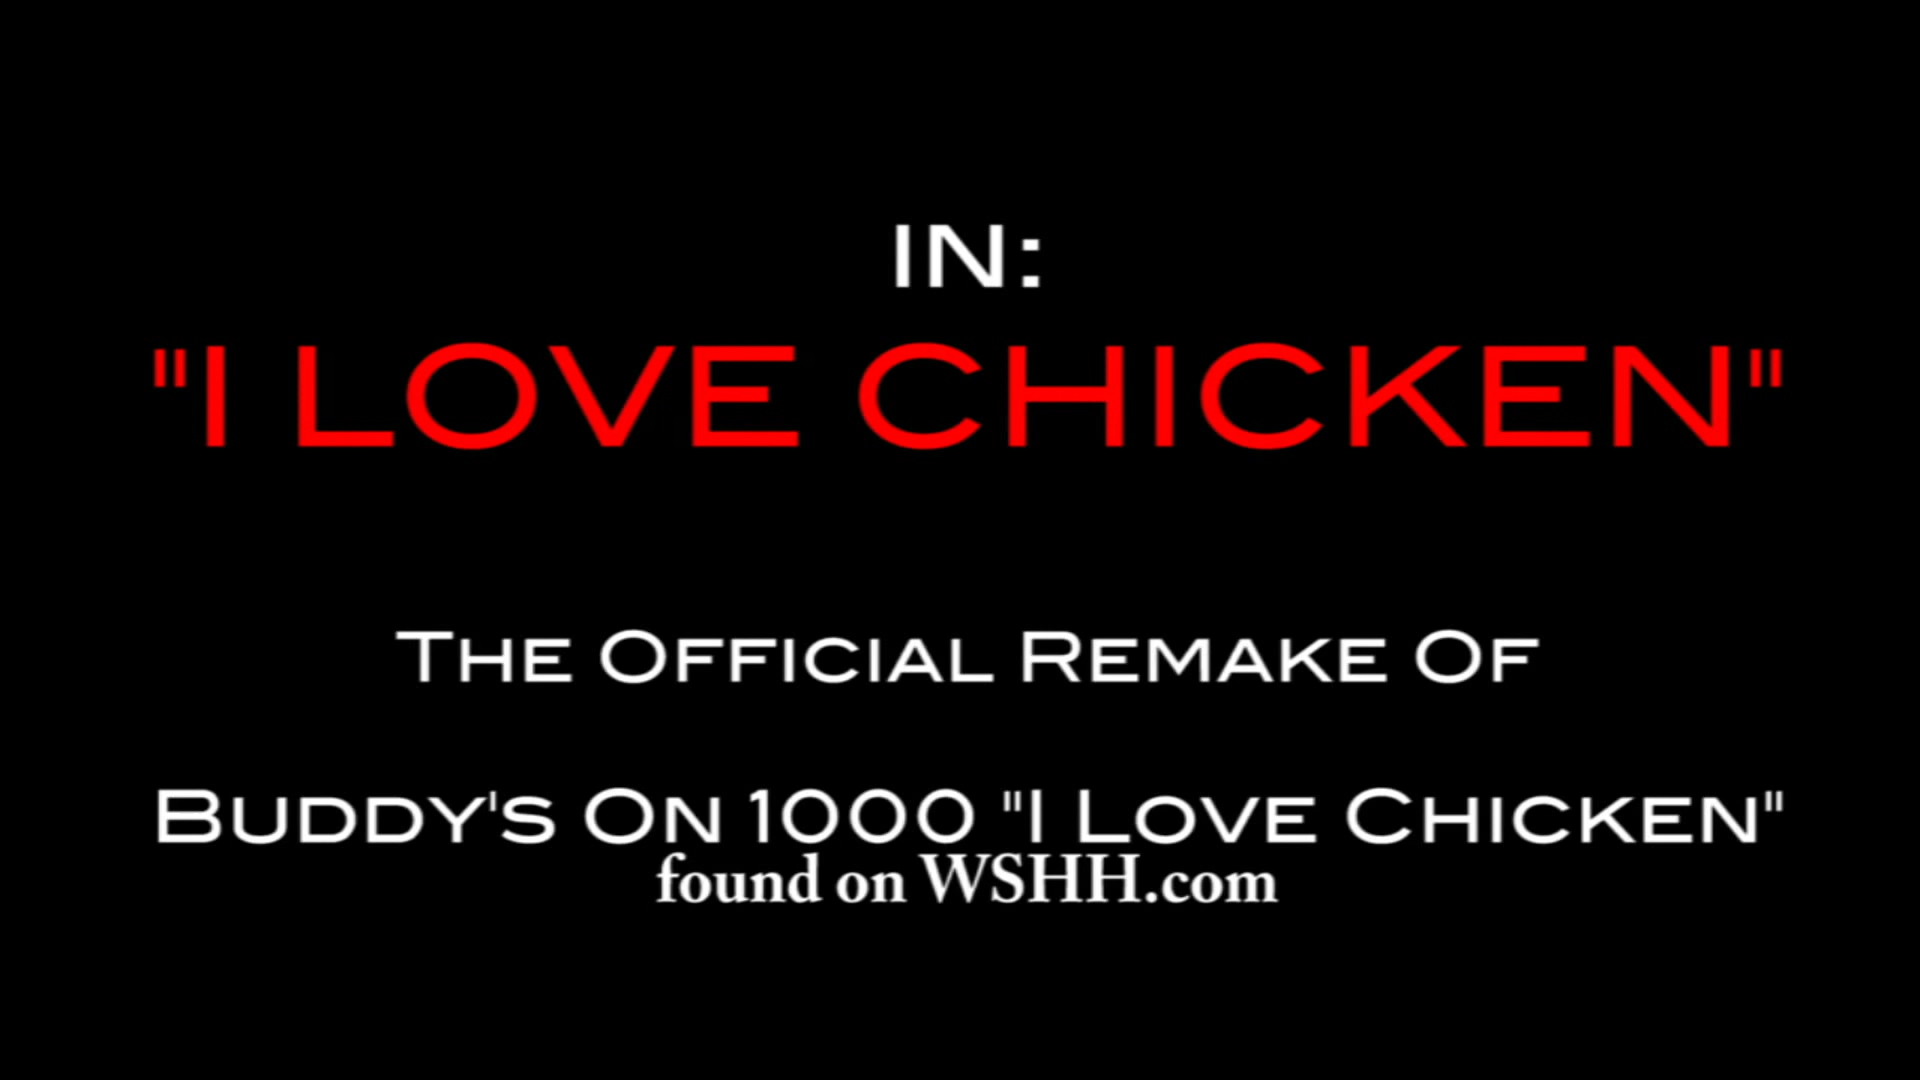 IN:
"I LOVE CHICKEN"
The Official Remake Of
Buddy's On 1000 "I Love Chicken"
found on WSHH.com